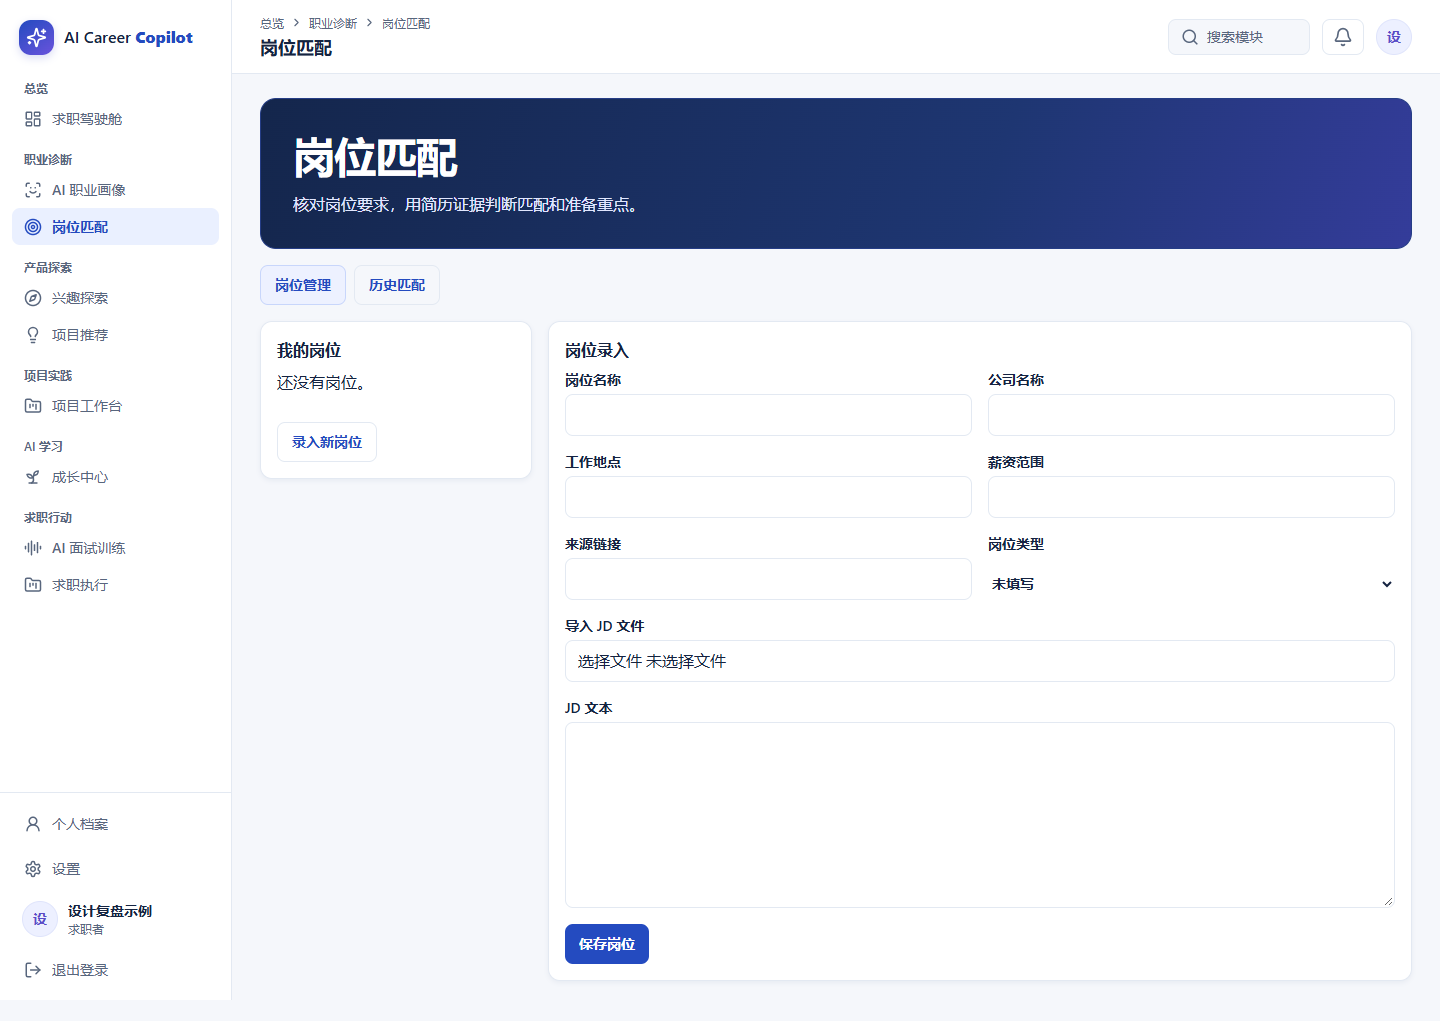 AI Career Copilot
总览
求职驾驶舱
职业诊断
AI 职业画像
岗位匹配
产品探索
兴趣探索
项目推荐
项目实践
项目工作台
AI 学习
成长中心
求职行动
AI 面试训练
求职执行
个人档案
设置
设
设计复盘示例
求职者
退出登录
总览 > 职业诊断 > 岗位匹配
岗位匹配
搜索模块
设
岗位匹配
核对岗位要求，用简历证据判断匹配和准备重点。
岗位管理
历史匹配
我的岗位
还没有岗位。
录入新岗位
岗位录入
岗位名称
公司名称
工作地点
薪资范围
来源链接
岗位类型
未填写
导入 JD 文件
选择文件 未选择文件
JD 文本
保存岗位